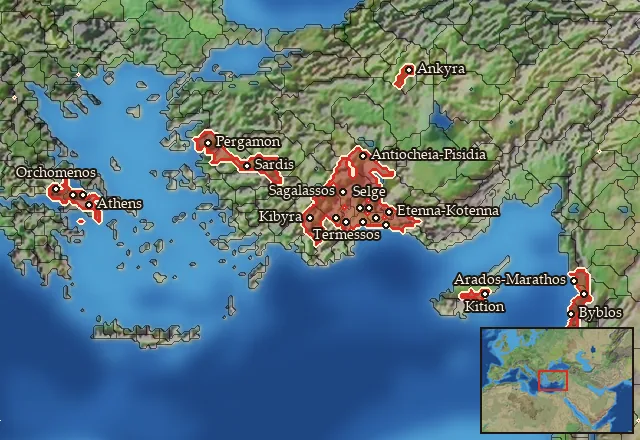 Ankyra
Pergamon
Antiocheia-Pisidia
Sardis
Orchomenos
Sagalassos
Selge
Athens
Etenna-Kotenna
Kibyra
Termessos
Arados-Marathos
Kition
Byblos